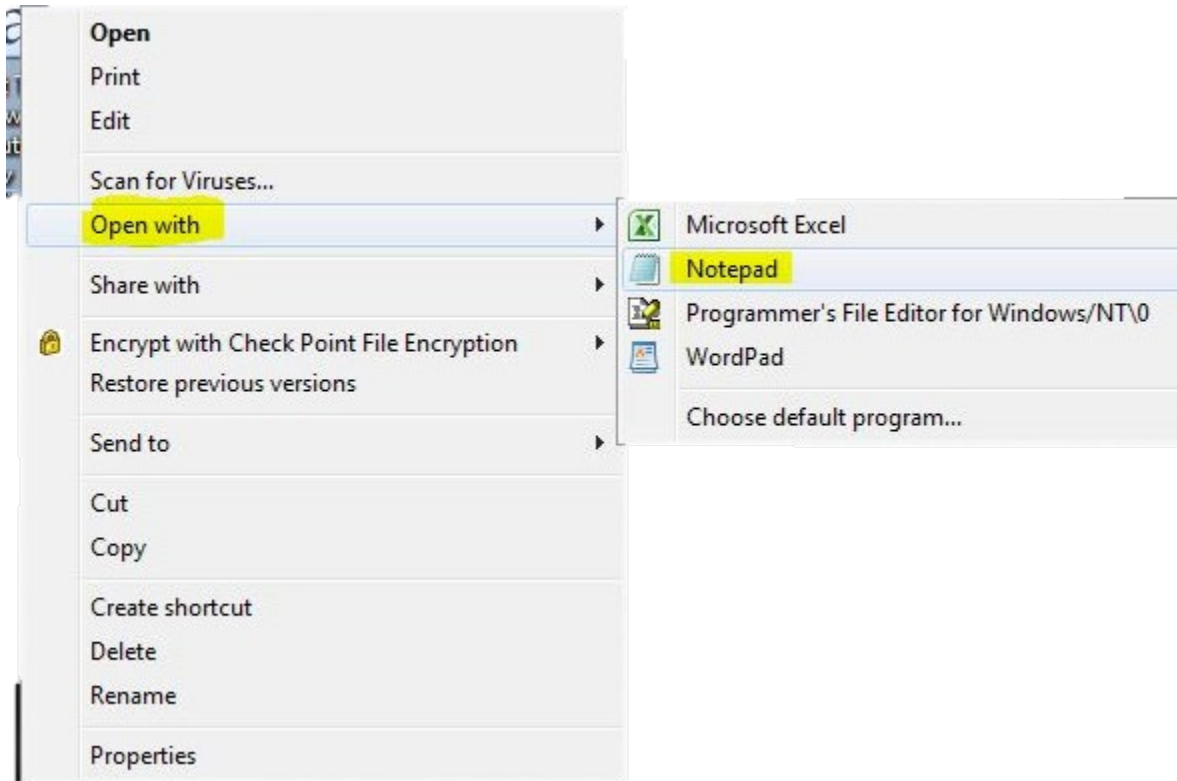 Open
Print
Edit
Scan for Viruses...
Open with
Share with
Encrypt with Check Point File Encryption
Restore previous versions
Send to
Cut
Copy
Create shortcut
Delete
Rename
Properties
Microsoft Excel
Notepad
Programmer's File Editor for Windows/NT\0
WordPad
Choose default program...